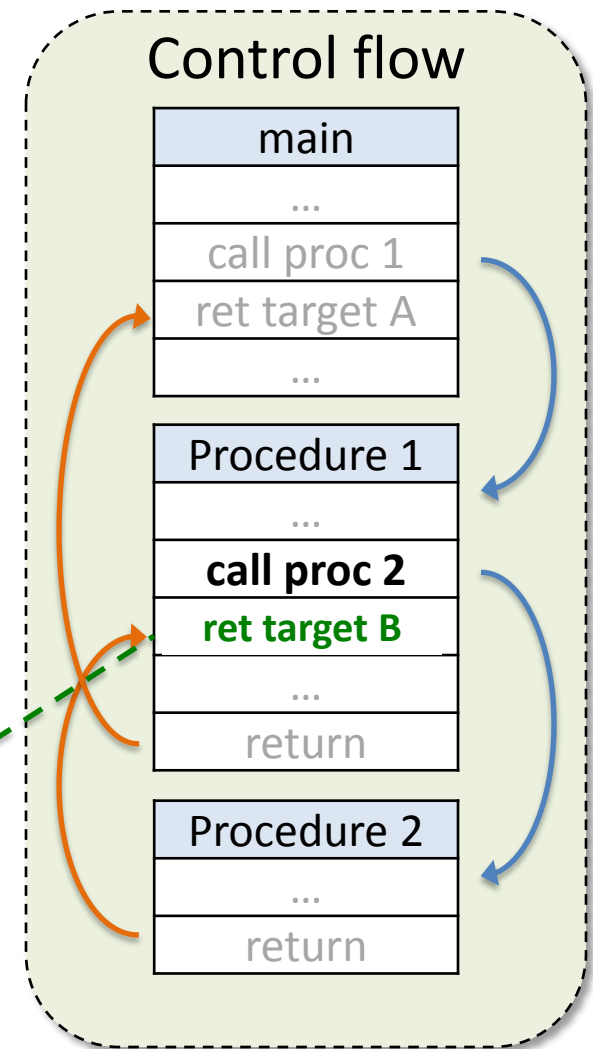 Control flow
main
...
call proc 1
ret target A
...
Procedure 1
...
call proc 2
ret target B
...
return
Procedure 2
...
return